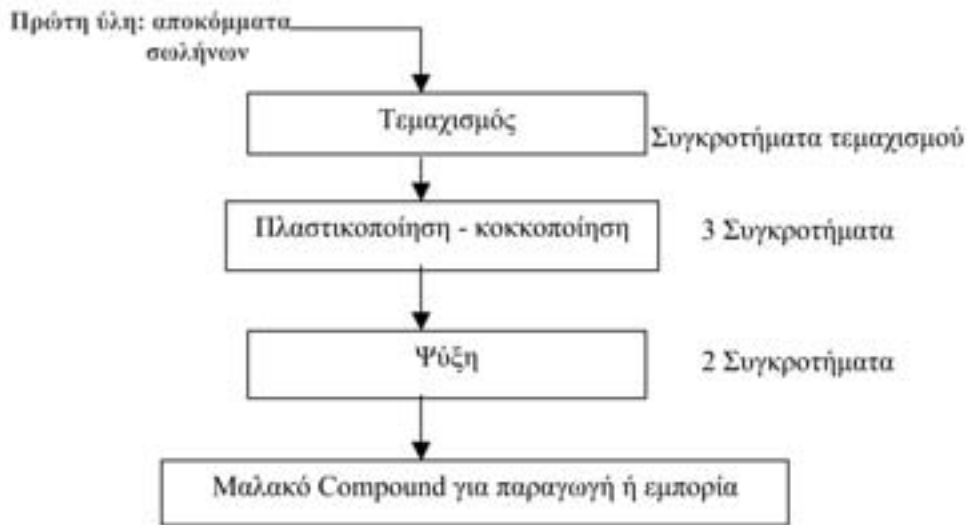 Πρώτη ύλη: αποκόμματα
σωλήνων
Τεμαχισμός
Συγκροτήματα τεμαχισμού
Πλαστικοποίηση - κοκκοποίηση
3 Συγκροτήματα
Ψύξη
2 Συγκροτήματα
Μαλακό Compound για παραγωγή ή εμπορία